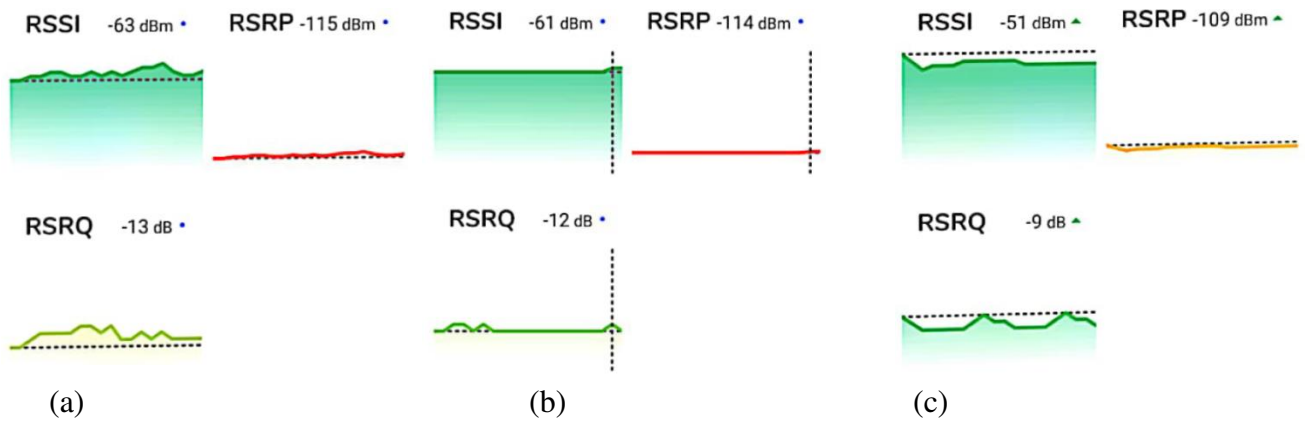 RSSI -63 dBm RSRP -115 dBm RSSI -61 dBm RSRP -114 dBm RSSI -51 dBm RSRP -109 dBm
RSRQ -13 dB RSRQ -12 dB RSRQ -9 dB
(a) (b) (c)